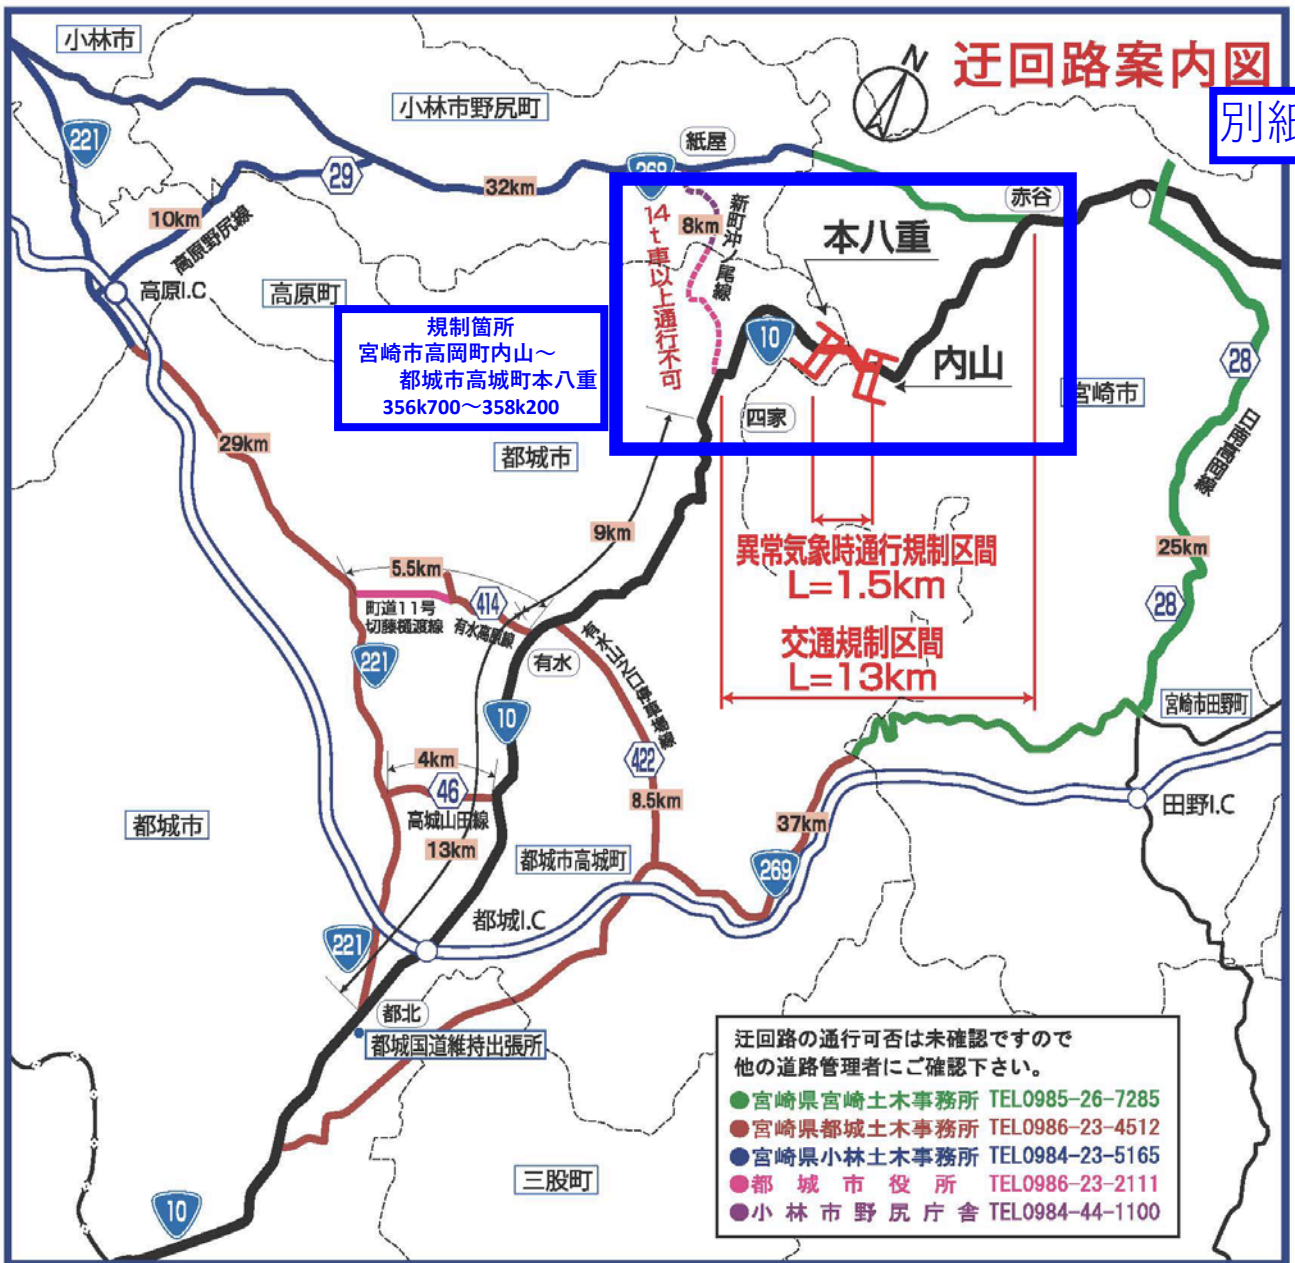 迂回路案内図
別紙
小林市
小林市野尻町
紙屋
N
221
29
268
32km
10km
高原野尻線
高原I.C
高原町
14t車以上通行不可
8km
新町沖ノ尾線
本八重
赤谷
10
内山
四家
宮崎市
28
日南高岡線
25km
28
規制箇所
宮崎市高岡町内山～
都城市高城町本八重
356k700～358k200
29km
都城市
9km
異常気象時通行規制区間
L=1.5km
交通規制区間
L=13km
5.5km
町道11号
切藤樋渡線
414
有水高原線
有水
221
10
422
8.5km
4km
46
高城山田線
13km
都城市
都城市高城町
37km
269
宮崎市田野町
田野I.C
都城I.C
221
都北
都城国道維持出張所
三股町
10
迂回路の通行可否は未確認ですので
他の道路管理者にご確認下さい。
●宮崎県宮崎土木事務所 TEL0985-26-7285
●宮崎県都城土木事務所 TEL0986-23-4512
●宮崎県小林土木事務所 TEL0984-23-5165
●都城市役所 TEL0986-23-2111
●小林市野尻庁舎 TEL0984-44-1100